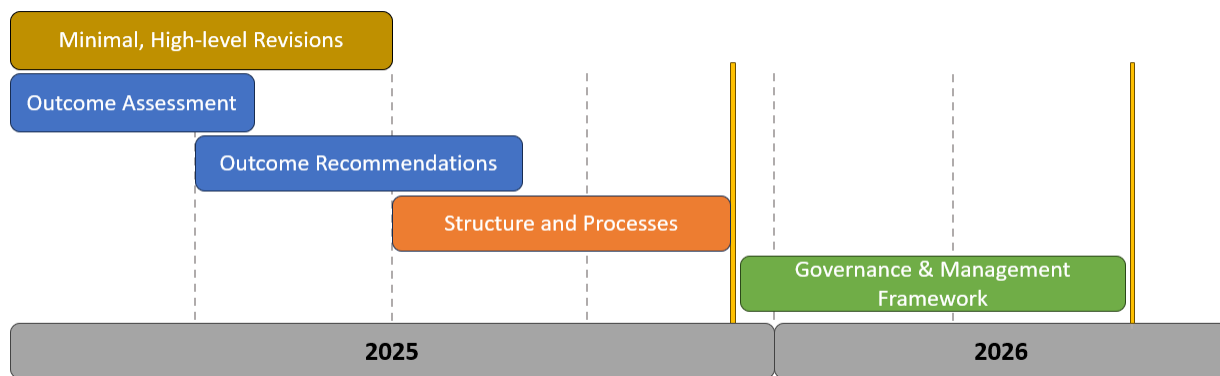 Minimal, High-level Revisions
Outcome Assessment
Outcome Recommendations
Structure and Processes
Governance & Management
Framework
2025
2026